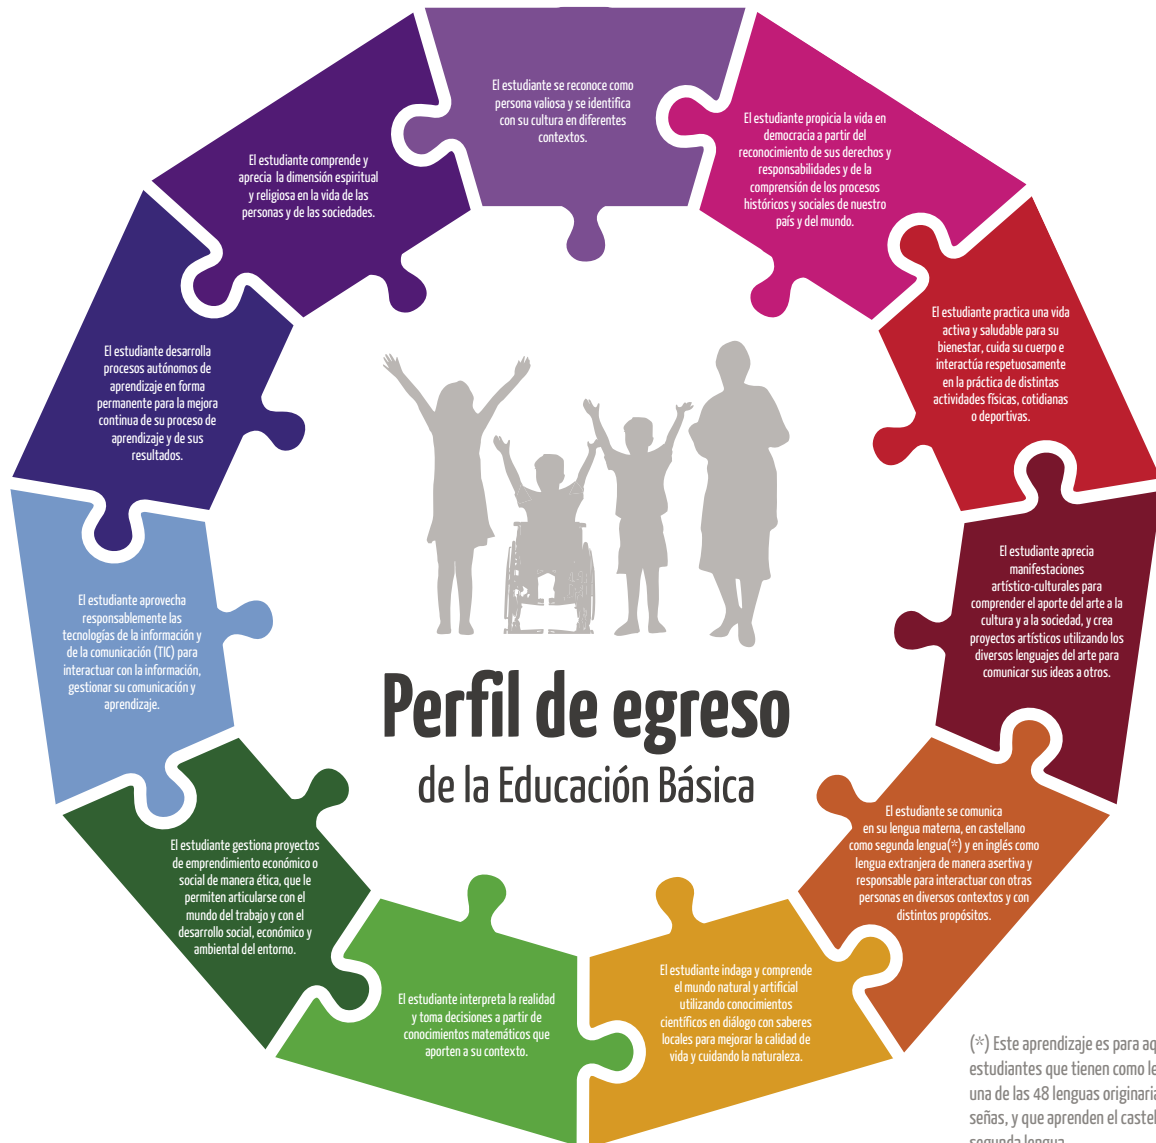 El estudiante se reconoce como
persona valiosa y se identifica
con su cultura en diferentes
contextos.
El estudiante propicia la vida en
democracia a partir del
reconocimiento de sus derechos y
responsabilidades y de la
comprensión de los procesos
históricos y sociales de nuestro
país y del mundo.
El estudiante practica una vida
activa y saludable para su
bienestar, cuida su cuerpo e
interactúa respetuosamente
en la práctica de distintas
actividades físicas, cotidianas
o deportivas.
El estudiante aprecia
manifestaciones
artístico-culturales para
comprender el aporte del arte a la
cultura y a la sociedad, y crea
proyectos artísticos utilizando los
diversos lenguajes del arte para
comunicar sus ideas a otros.
El estudiante se comunica
en su lengua materna, en castellano
como segunda lengua(*) y en inglés como
lengua extranjera de manera asertiva y
responsable para interactuar con otras
personas en diversos contextos y con
distintos propósitos.
El estudiante indaga y comprende
el mundo natural y artificial
utilizando conocimientos
científicos en diálogo con saberes
locales para mejorar la calidad de
vida y cuidando la naturaleza.
El estudiante interpreta la realidad
y toma decisiones a partir de
conocimientos matemáticos que
aporten a su contexto.
El estudiante gestiona proyectos
de emprendimiento económico o
social de manera ética, que le
permiten articularse con el
mundo del trabajo y con el
desarrollo social, económico y
ambiental del entorno.
El estudiante aprovecha
responsablemente las
tecnologías de la información y
de la comunicación (TIC) para
interactuar con la información,
gestionar su comunicación y
aprendizaje.
El estudiante desarrolla
procesos autónomos de
aprendizaje en forma
permanente para la mejora
continua de su proceso de
aprendizaje y de sus
resultados.
El estudiante comprende y
aprecia la dimensión espiritual
y religiosa en la vida de las
personas y de las sociedades.
Perfil de egreso
de la Educación Básica
(*) Este aprendizaje es para
estudiantes que tienen como
una de las 48 lenguas
señas, y que aprenden el
segunda lengua